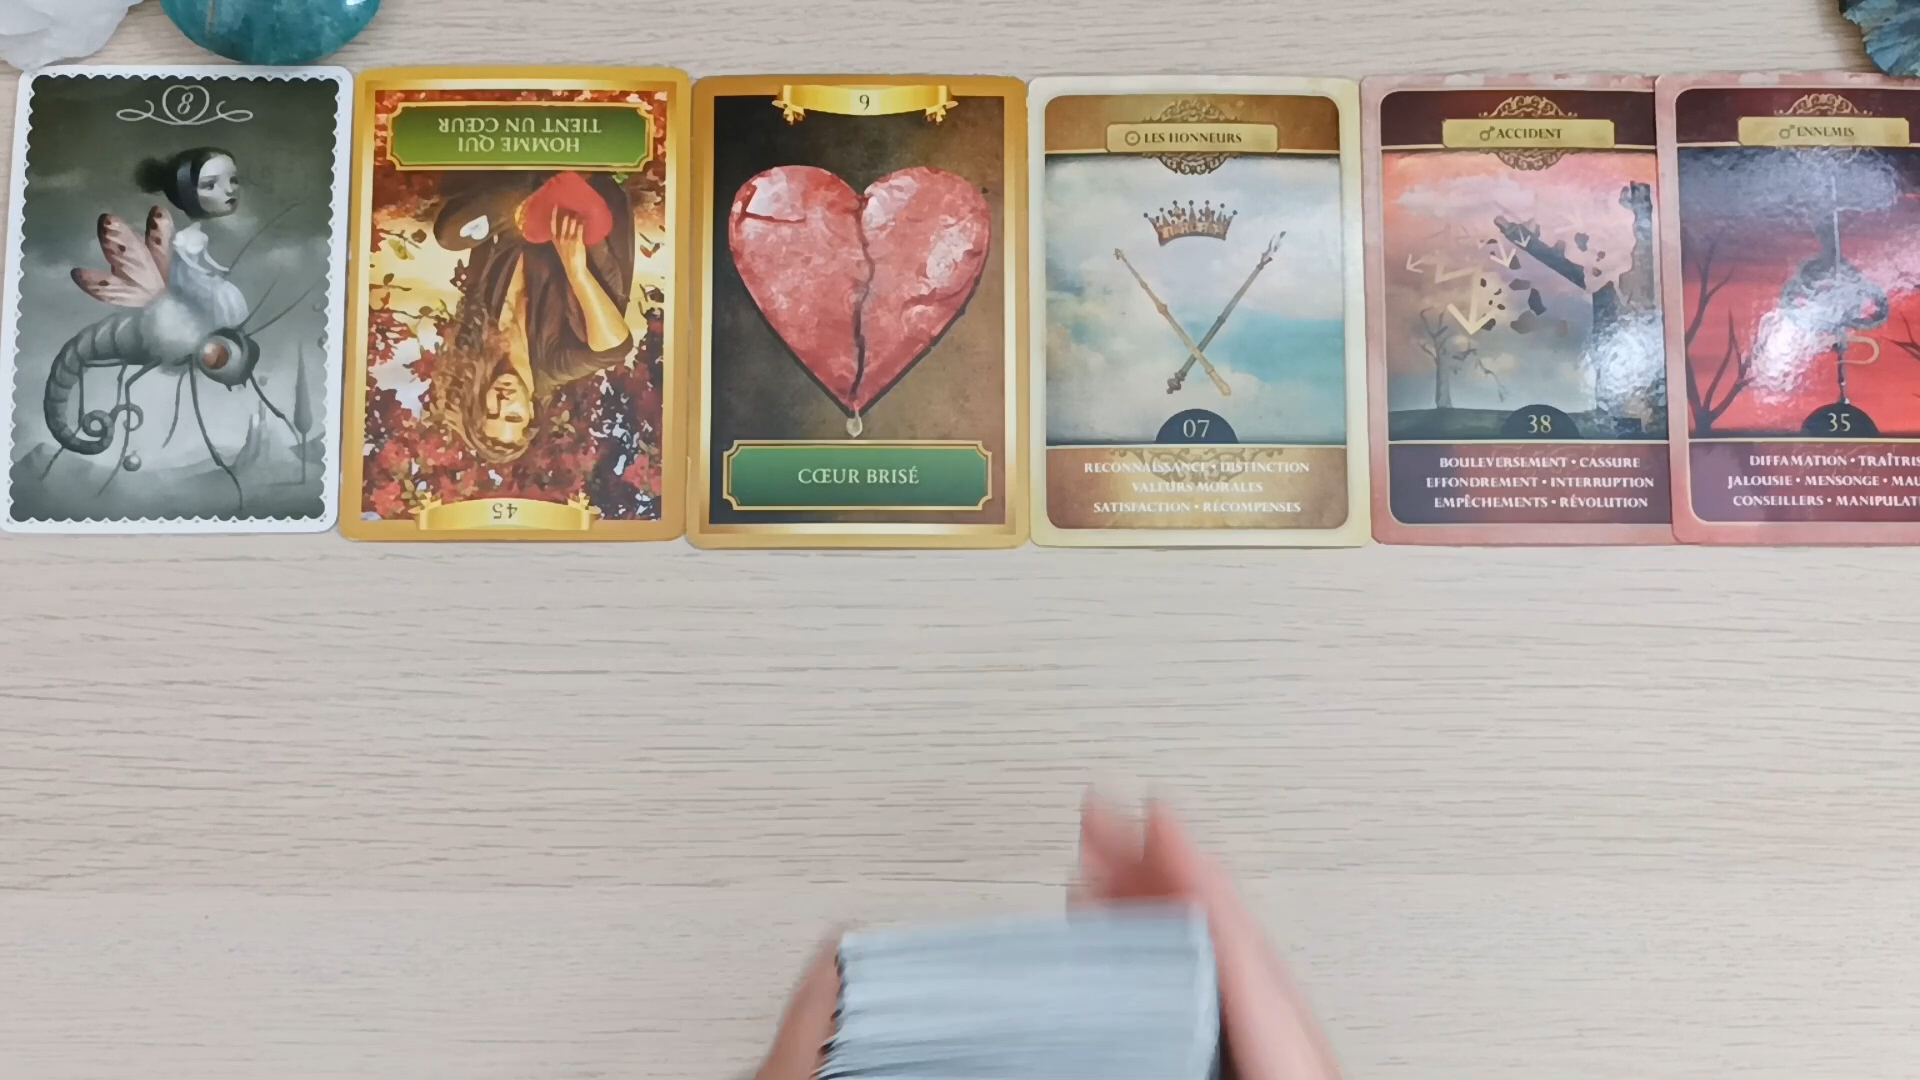 8
HOMME QUI
TIENT UN CŒUR
45
9
CŒUR BRISÉ
LES HONNEURS
07
RECONNAISSANCE • DISTINCTION
VALEURS MORALES
SATISFACTION • RÉCOMPENSES
♂ ACCIDENT
38
BOULEVERSEMENT • CASSURE
EFFONDREMENT • INTERRUPTION
EMPÊCHEMENTS • RÉVOLUTION
♂ ENNEMIS
35
DIFFAMATION • TRAÎTRIS
JALOUSIE • MENSONGE • MAU
CONSEILLERS • MANIPULATI